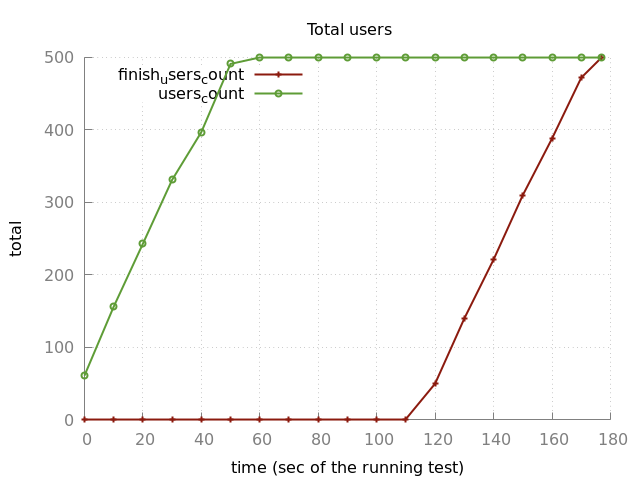 Total users
500
400
300
200
100
0
total
finish_users_count
users_count
0 20 40 60 80 100 120 140 160 180
time (sec of the running test)